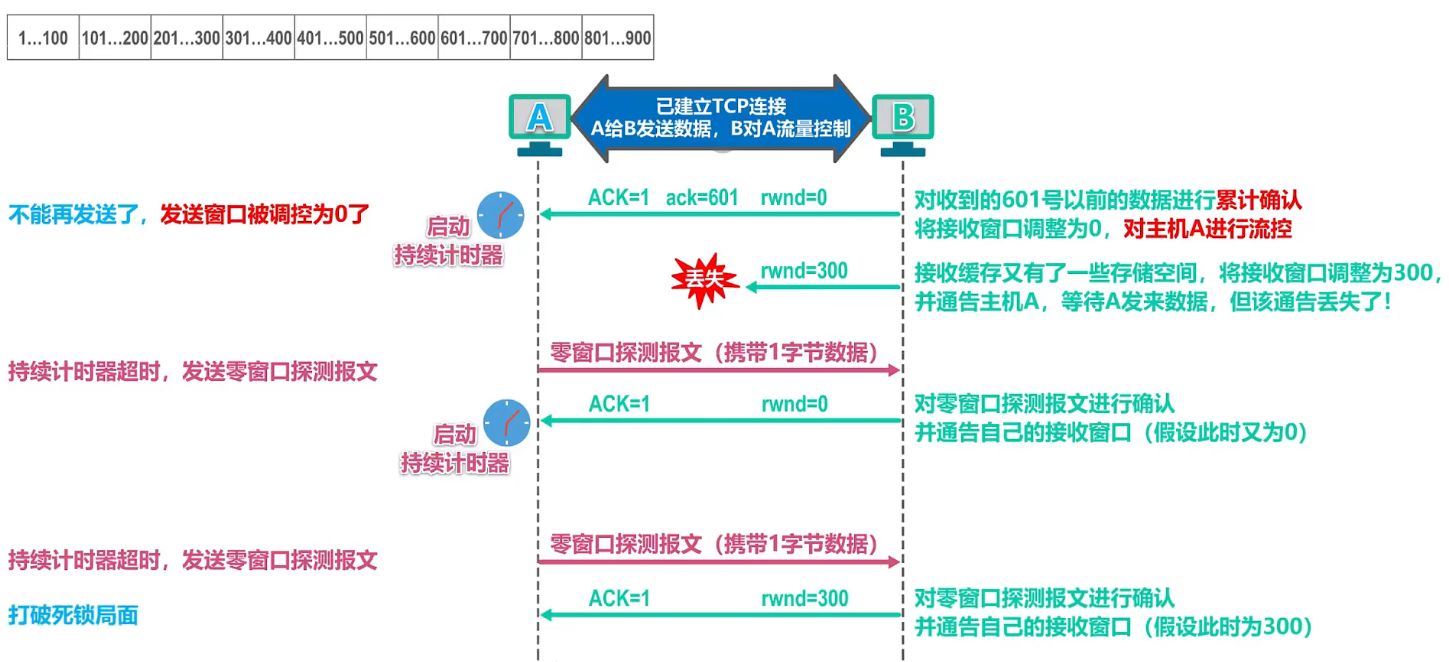 1…100 101…200 201…300 301…400 401…500 501…600 601…700 701…800 801…900
已建立TCP连接
A给B发送数据，B对A流量控制
A
B
不能再发送了，发送窗口被调控为0了
启动
持续计时器
ACK=1 ack=601 rwnd=0
对收到的601号以前的数据进行累计确认
将接收窗口调整为0，对主机A进行流控
丢失
rwnd=300
接收缓存又有了一些存储空间，将接收窗口调整为300，
并通告主机A，等待A发来数据，但该通告丢失了！
持续计时器超时，发送零窗口探测报文
零窗口探测报文（携带1字节数据）
启动
持续计时器
ACK=1 rwnd=0
对零窗口探测报文进行确认
并通告自己的接收窗口（假设此时又为0）
持续计时器超时，发送零窗口探测报文
零窗口探测报文（携带1字节数据）
打破死锁局面
ACK=1 rwnd=300
对零窗口探测报文进行确认
并通告自己的接收窗口（假设此时为300）